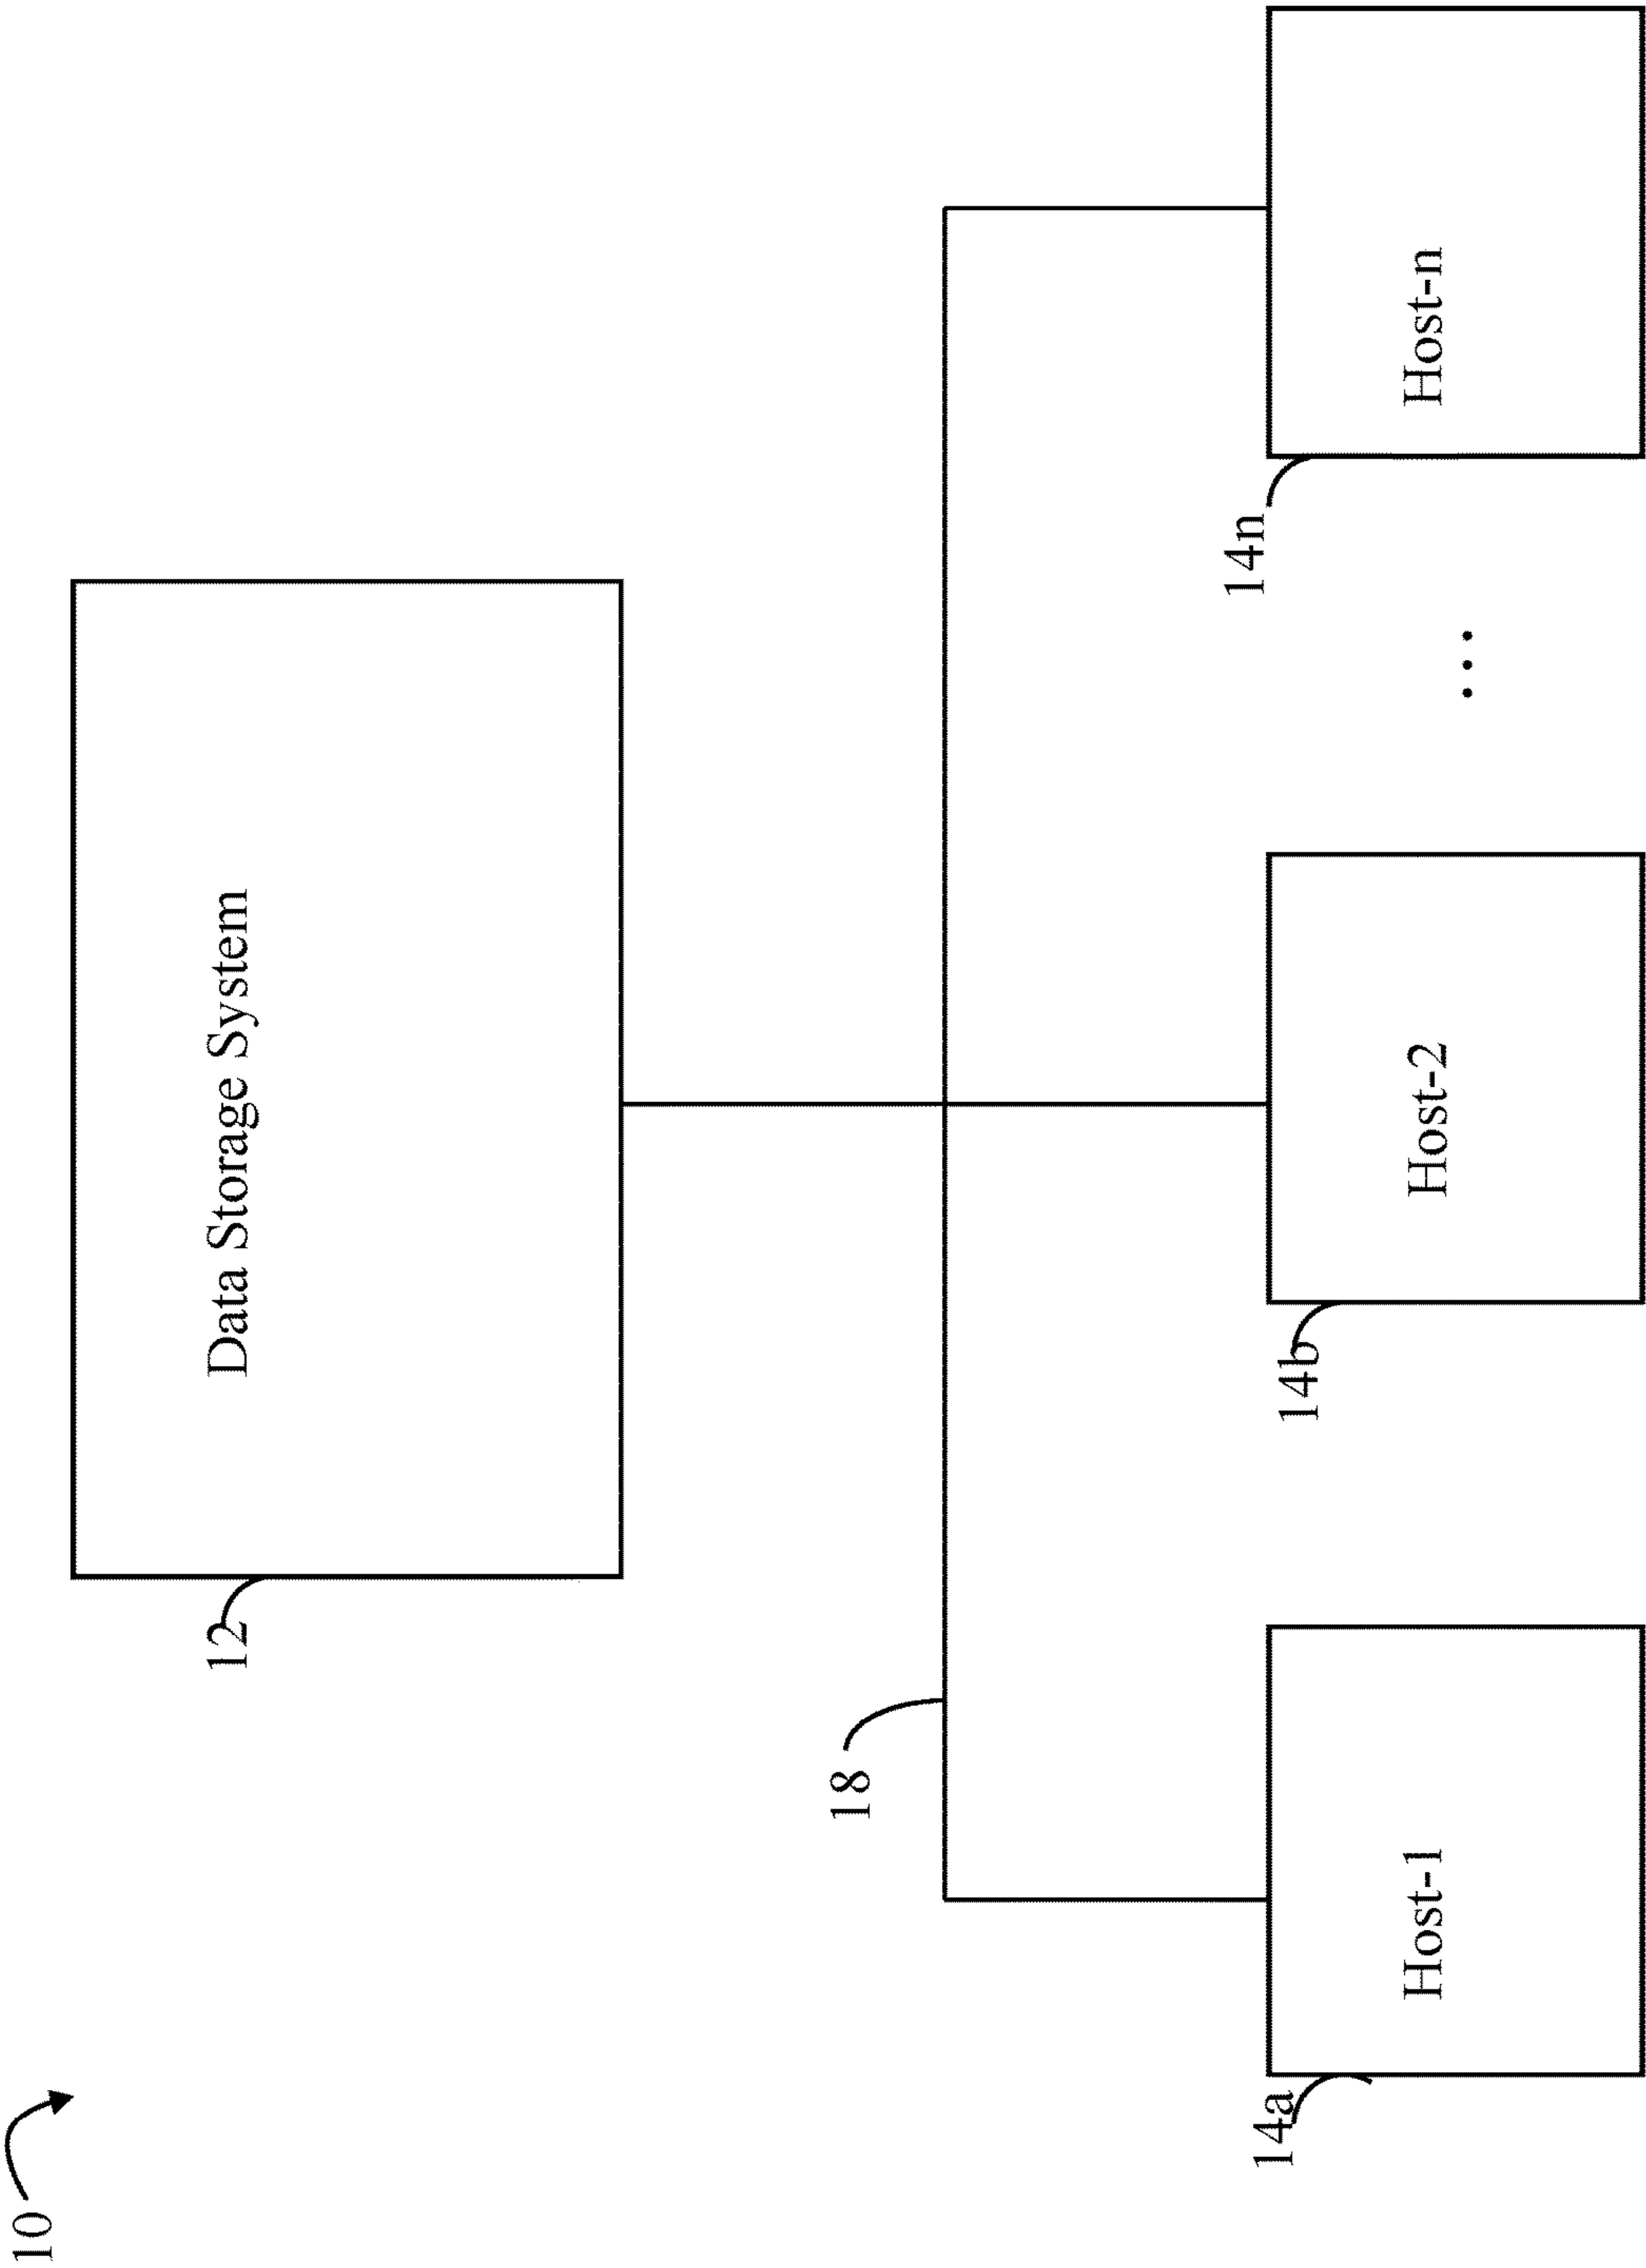 10
12
Data Storage System
18
14a
Host-1
14b
Host-2
...
14n
Host-n